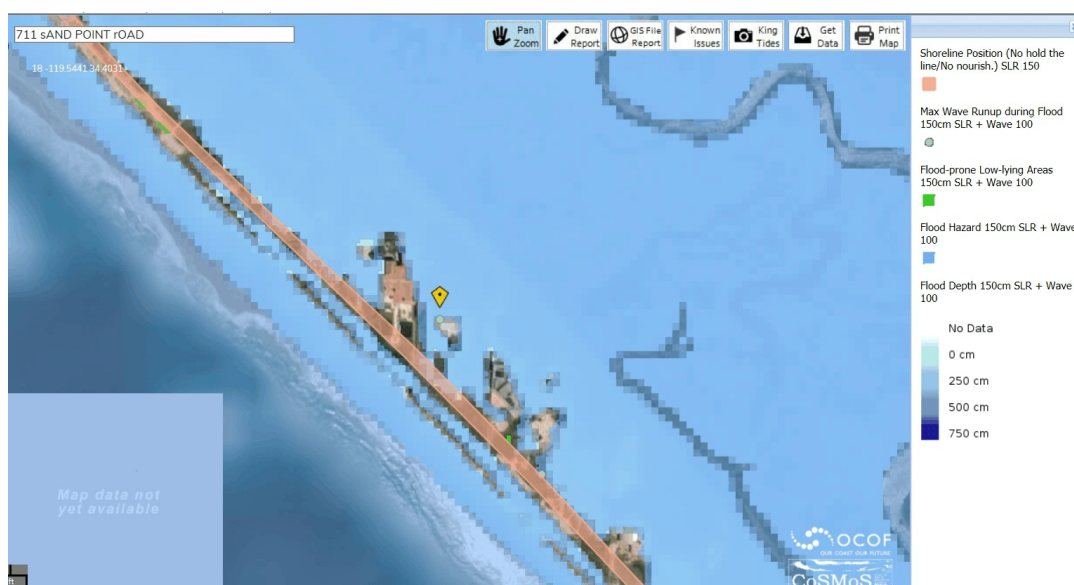 711 sAND POINT rOAD
Pan
Zoom
Draw
Report
GIS File
Report
Known
Issues
King
Tides
Get
Data
Print
Map
18 -119.5441,34.4031
Shoreline Position (No hold the
line/No nourish.) SLR 150
Max Wave Runup during Flood
150cm SLR + Wave 100
Flood-prone Low-lying Areas
150cm SLR + Wave 100
Flood Hazard 150cm SLR + Wave
100
Flood Depth 150cm SLR + Wave
100
No Data
0 cm
250 cm
500 cm
750 cm
Map data not
yet available
OCOF
OUR COAST OUR FUTURE
CoSMoS